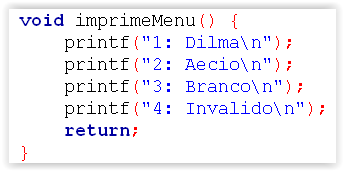 void imprimeMenu() {
    printf("1: Dilma\n");
    printf("2: Aecio\n");
    printf("3: Branco\n");
    printf("4: Invalido\n");
    return;
}